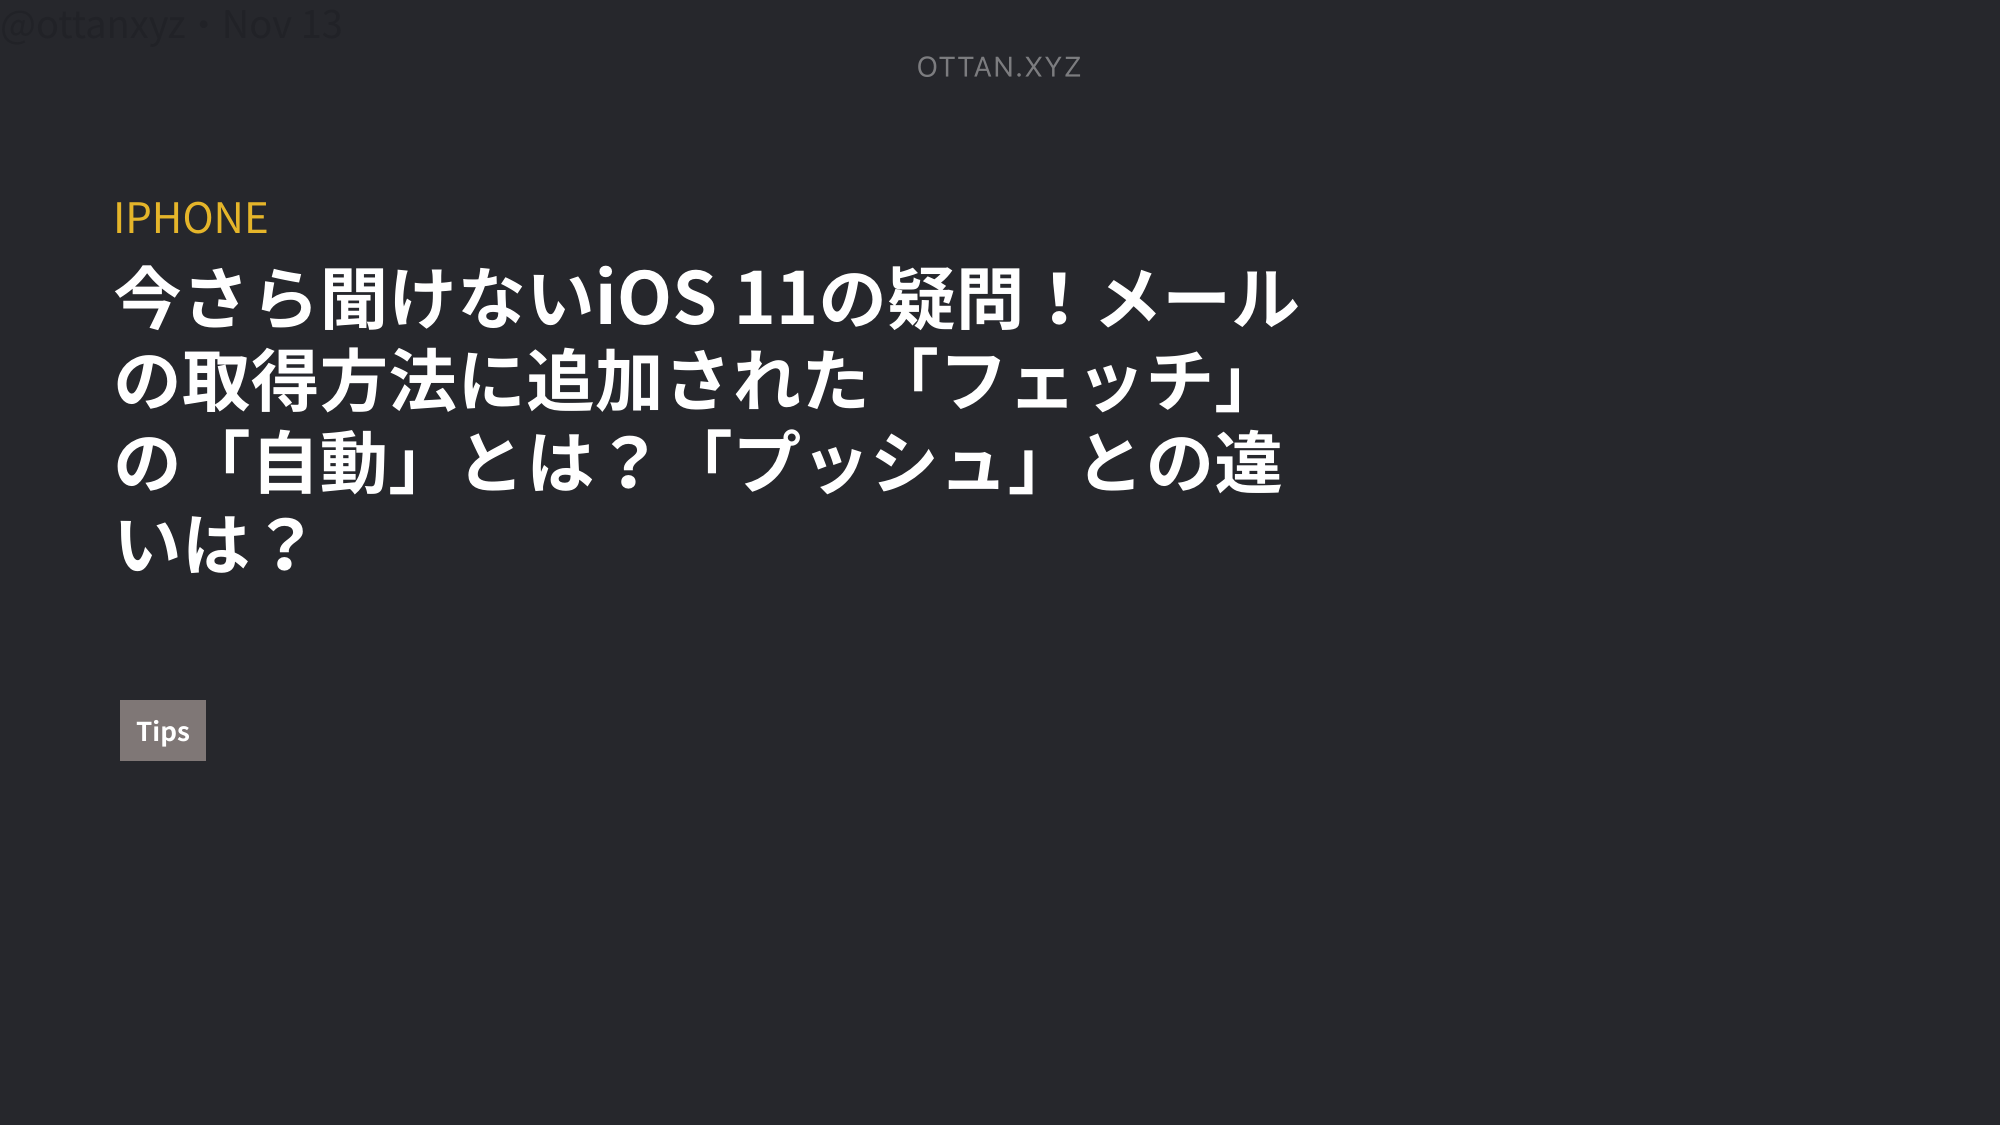 @ottanxyz・Nov 13
OTTAN.XYZ
IPHONE
今さら聞けないiOS 11の疑問！メール
の取得方法に追加された「フェッチ」
の「自動」とは？「プッシュ」との違
いは？
Tips